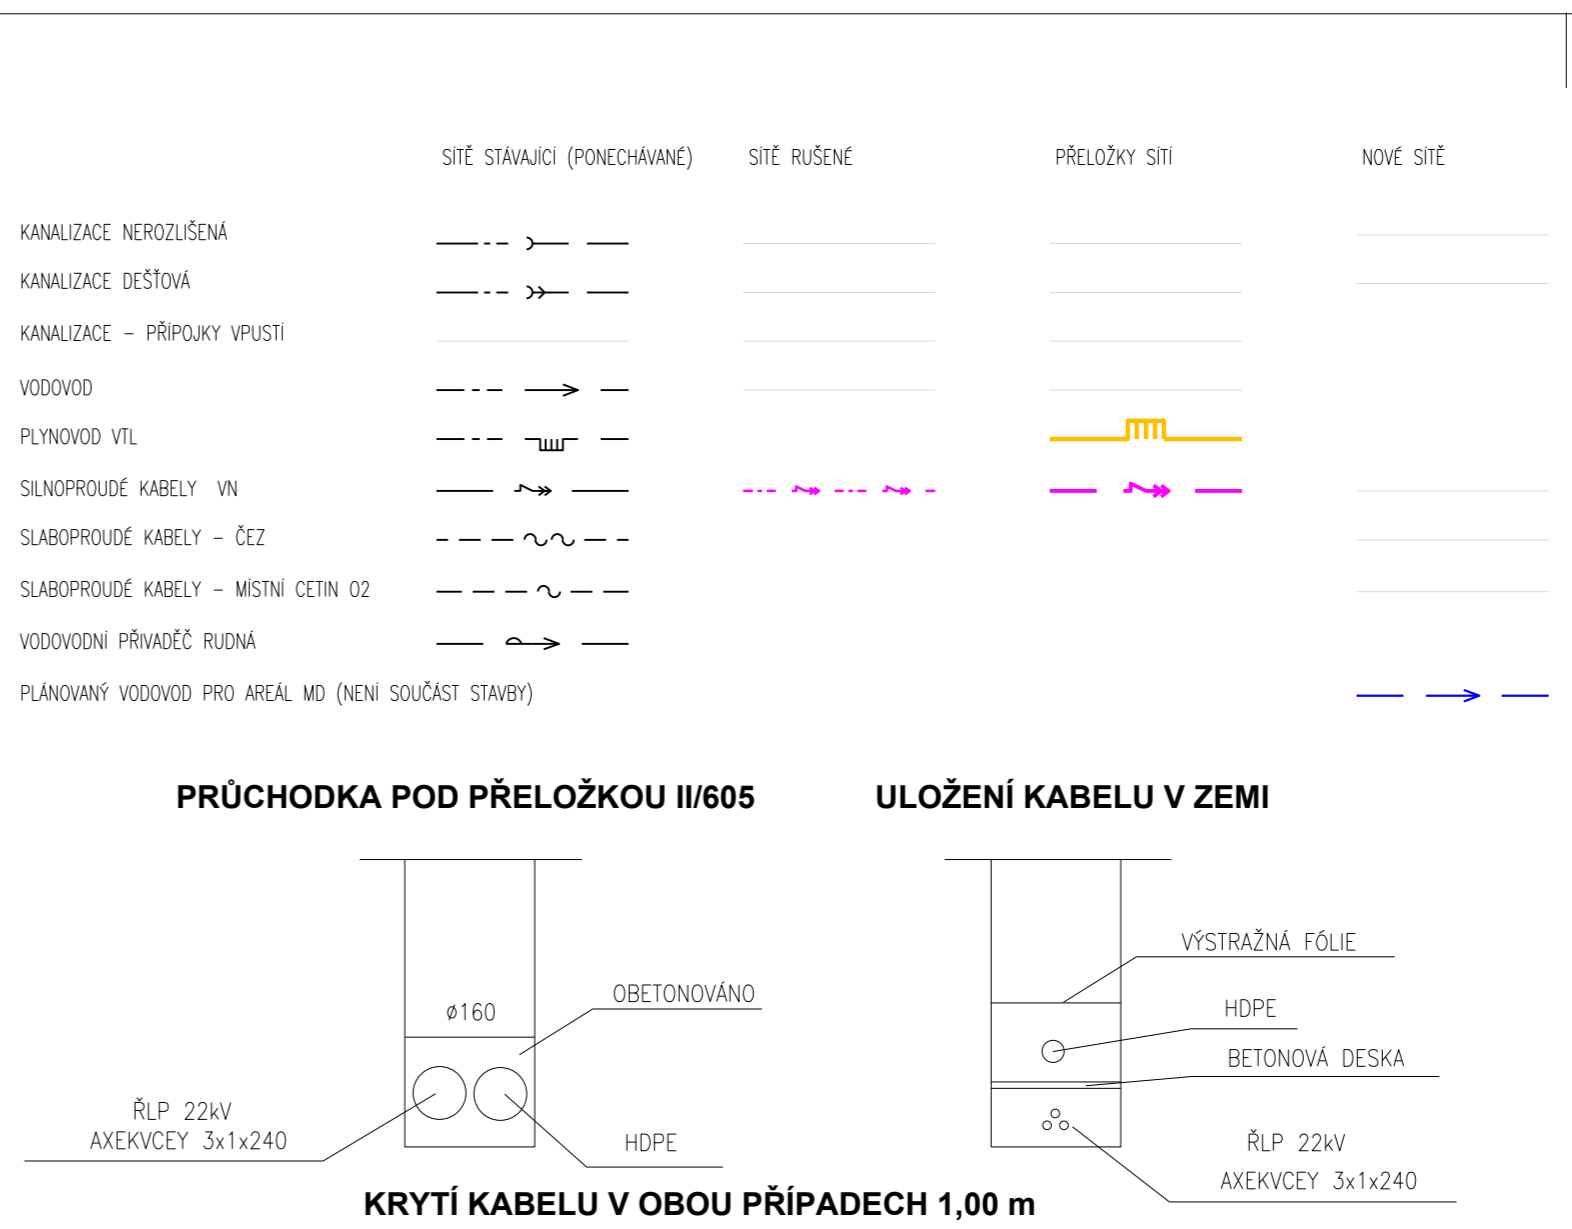 SÍTĚ STÁVAJÍCÍ (PONECHÁVANÉ) SÍTĚ RUŠENÉ PŘELOŽKY SÍTÍ NOVÉ SÍTĚ
KANALIZACE NEROZLIŠENÁ
KANALIZACE DEŠŤOVÁ
KANALIZACE – PŘÍPOJKY VPUSTÍ
VODOVOD
PLYNOVOD VTL
SILNOPROUDÉ KABELY VN
SLABOPROUDÉ KABELY – ČEZ
SLABOPROUDÉ KABELY – MÍSTNÍ CETIN O2
VODOVODNÍ PŘIVADĚČ RUDNÁ
PLÁNOVANÝ VODOVOD PRO AREÁL MD (NENÍ SOUČÁST STAVBY)
PRŮCHODKA POD PŘELOŽKOU II/605
ø160
OBETONOVÁNO
ŘLP 22kV
AXEKVCEY 3x1x240
HDPE
ULOŽENÍ KABELU V ZEMI
VÝSTRAŽNÁ FÓLIE
HDPE
BETONOVÁ DESKA
ŘLP 22kV
AXEKVCEY 3x1x240
KRYTÍ KABELU V OBOU PŘÍPADECH 1,00 m